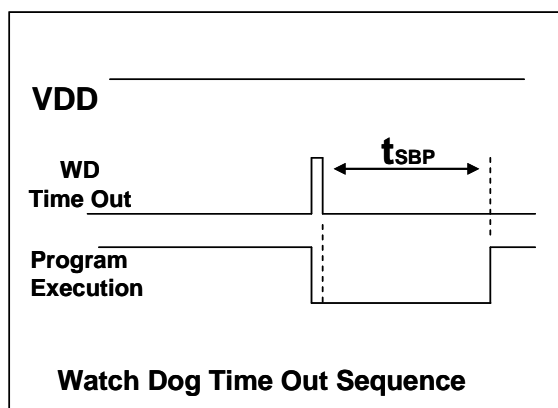 VDD
tSBP
WD
Time Out
Program
Execution
Watch Dog Time Out Sequence